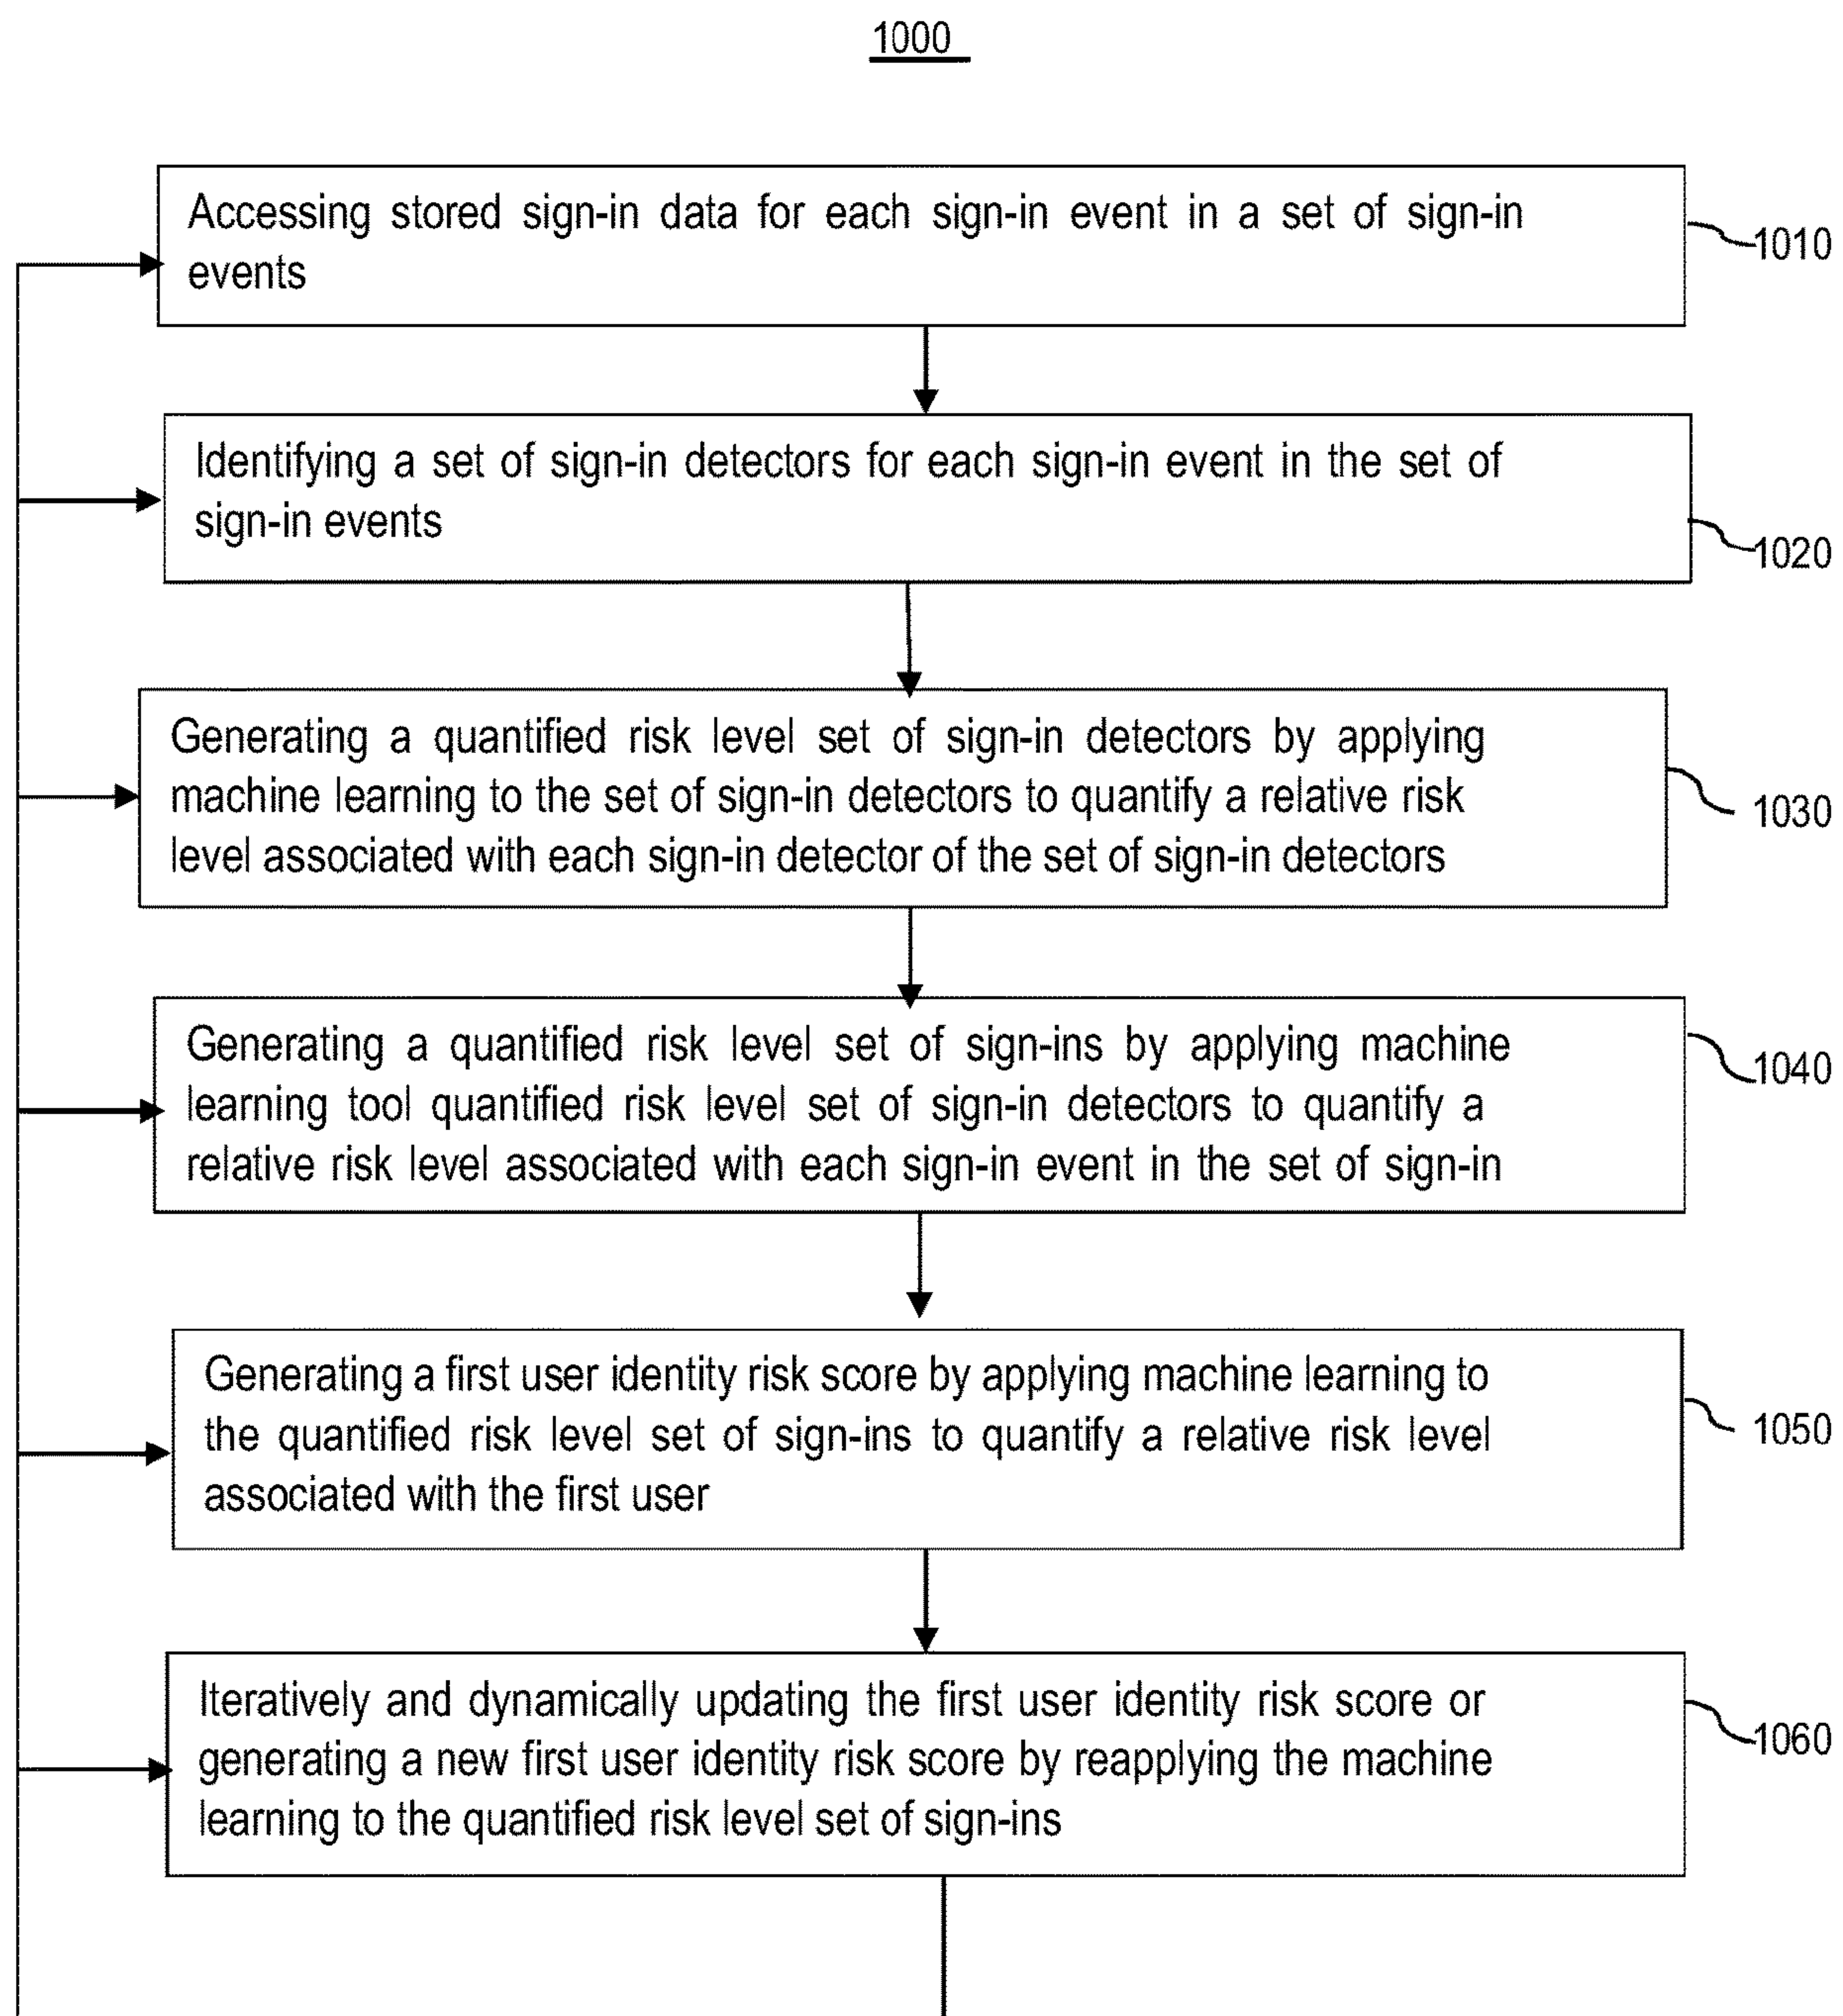 1000
Accessing stored sign-in data for each sign-in event in a set of sign-in
events
1010
Identifying a set of sign-in detectors for each sign-in event in the set of
sign-in events
1020
Generating a quantified risk level set of sign-in detectors by applying
machine learning to the set of sign-in detectors to quantify a relative risk
level associated with each sign-in detector of the set of sign-in detectors
1030
Generating a quantified risk level set of sign-ins by applying machine
learning tool quantified risk level set of sign-in detectors to quantify a
relative risk level associated with each sign-in event in the set of sign-in
1040
Generating a first user identity risk score by applying machine learning to
the quantified risk level set of sign-ins to quantify a relative risk level
associated with the first user
1050
Iteratively and dynamically updating the first user identity risk score or
generating a new first user identity risk score by reapplying the machine
learning to the quantified risk level set of sign-ins
1060